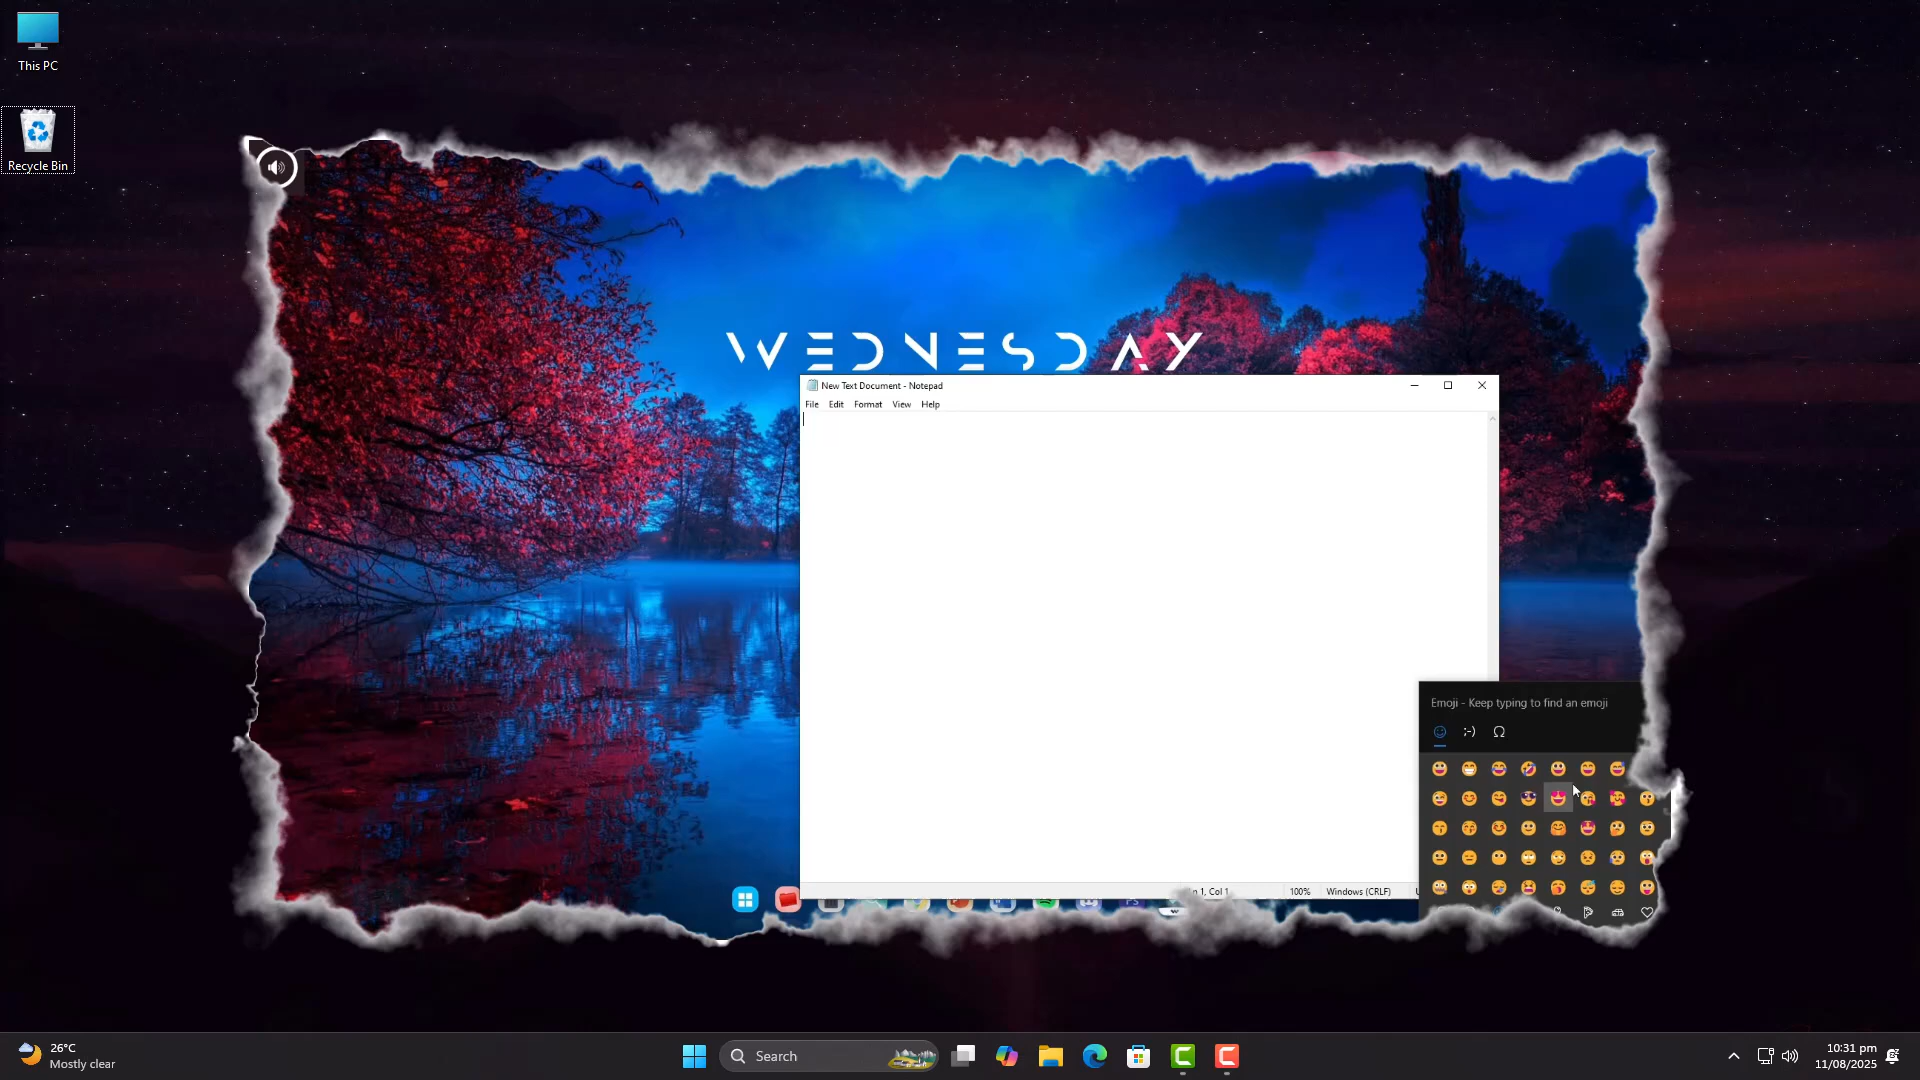 This PC
Recycle Bin
WEDNESDAY
New Text Document - Notepad
File Edit Format View Help
Emoji - Keep typing to find an emoji
;-) Ω
1, Col 1 100% Windows (CRLF)
26°C
Mostly clear
Search
10:31 pm
11/08/2025